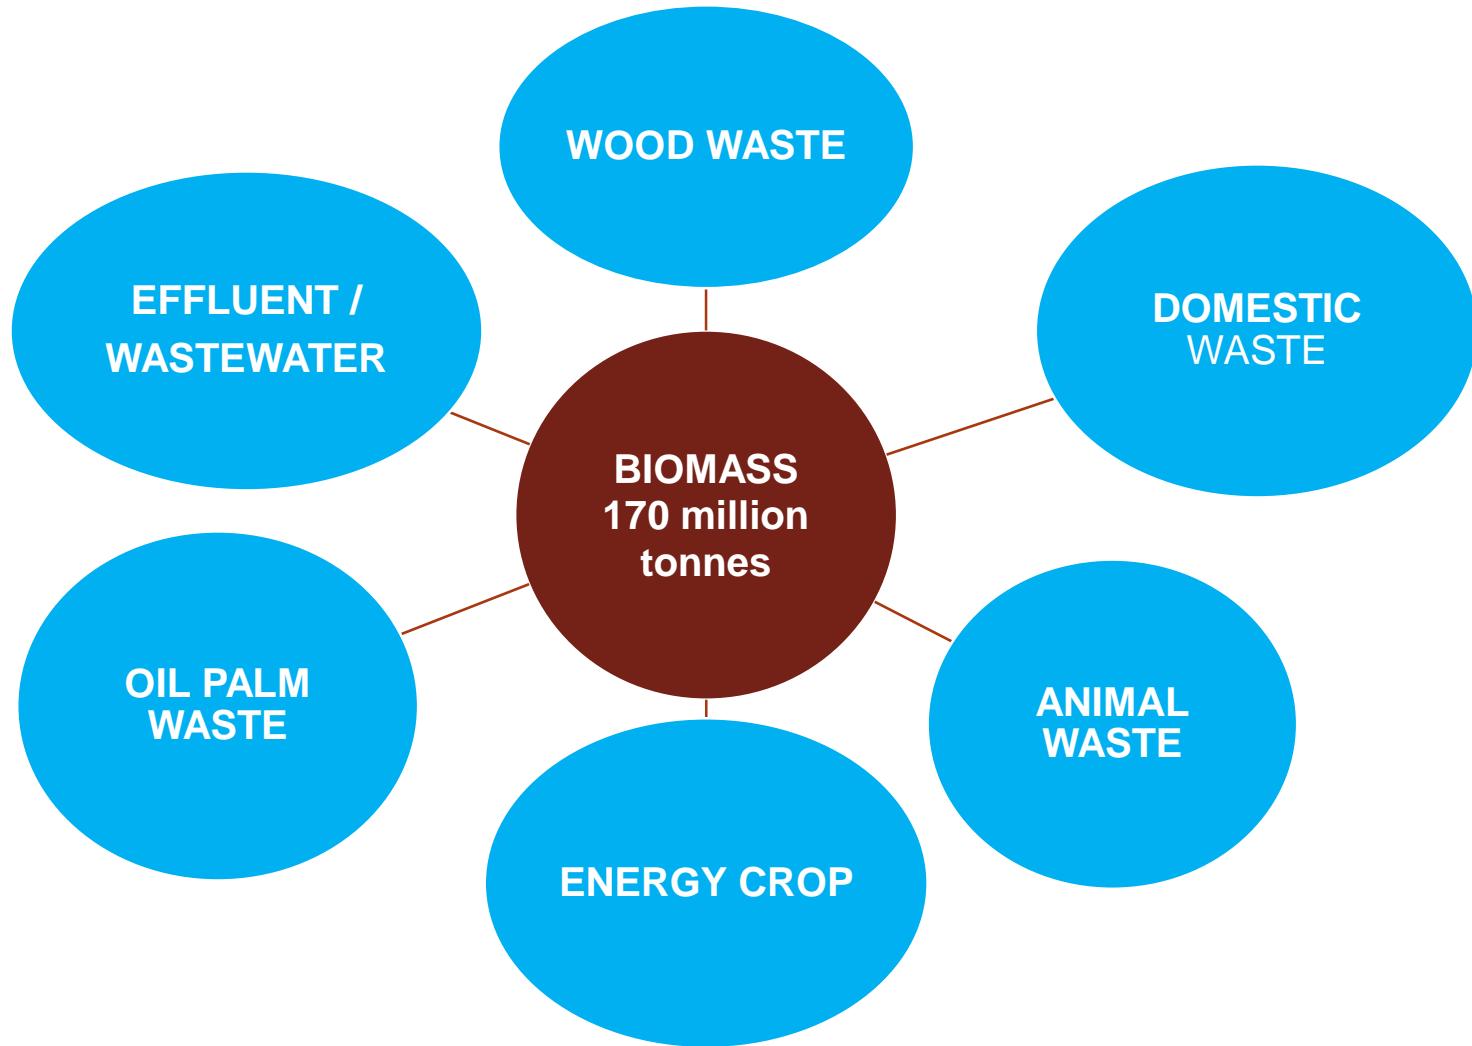 WOOD WASTE
EFFLUENT /
WASTEWATER
DOMESTIC
WASTE
BIOMASS
170 million
tonnes
OIL PALM
WASTE
ANIMAL
WASTE
ENERGY CROP